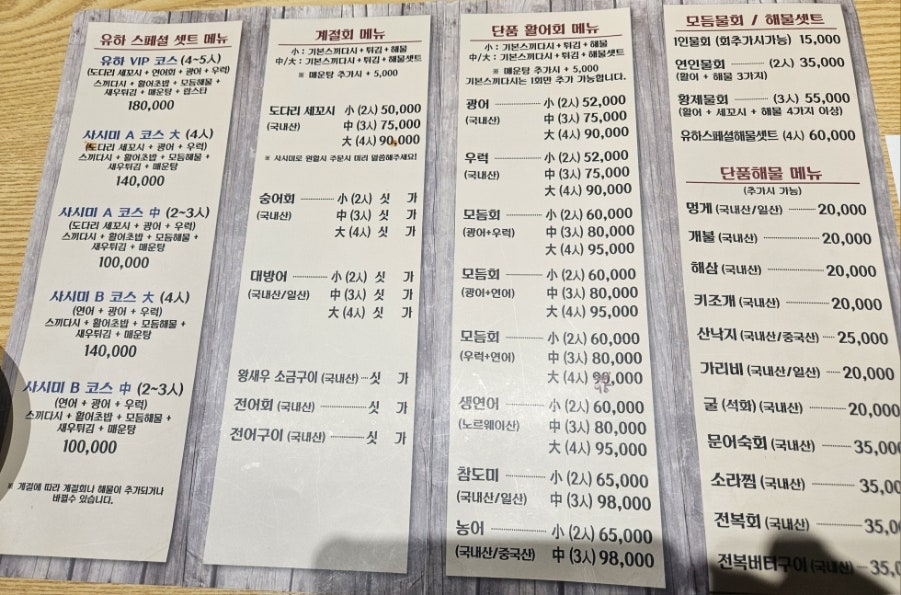 유하 스페셜 셋트 메뉴
유하 VIP 코스 (4~5人)
(도다리 세꼬시 + 연어회 + 광어 + 우럭)
스끼다시 + 활어초밥 + 모듬해물 +
새우튀김 + 매운탕 + 랍스타
180,000
사시미 A 코스 大 (4人)
(도다리 세꼬시 + 광어 + 우럭)
스끼다시 + 활어초밥 + 모듬해물 +
새우튀김 + 매운탕
140,000
사시미 A 코스 中 (2~3人)
(도다리 세꼬시 + 광어 + 우럭)
스끼다시 + 활어초밥 + 모듬해물 +
새우튀김 + 매운탕
100,000
사시미 B 코스 大 (4人)
(연어 + 광어 + 우럭)
스끼다시 + 활어초밥 + 모듬해물 +
새우튀김 + 매운탕
140,000
사시미 B 코스 中 (2~3人)
(연어 + 광어 + 우럭)
스끼다시 + 활어초밥 + 모듬해물 +
새우튀김 + 매운탕
100,000
※ 계절에 따라 계절회나 해물이 추가되거나
바뀔수 있습니다.
계절회 메뉴
小 : 기본스끼다시 + 튀김 + 해물
中/大 : 기본스끼다시 + 튀김 + 해물셋트
※ 매운탕 추가시 + 5,000
도다리 세꼬시 小 (2人) 50,000
(국내산) 中 (3人) 75,000
大 (4人) 90,000
※ 사시미로 원할시 주문시 미리 말씀해주세요!
숭어회 小 (2人) 싯 가
(국내산) 中 (3人) 싯 가
大 (4人) 싯 가
대방어 小 (2人) 싯 가
(국내산/일산) 中 (3人) 싯 가
大 (4人) 싯 가
왕새우 소금구이 (국내산) 싯 가
전어회 (국내산) 싯 가
전어구이 (국내산) 싯 가
단품 활어회 메뉴
小 : 기본스끼다시 + 튀김 + 해물
中/大 : 기본스끼다시 + 튀김 + 해물셋트
※ 매운탕 추가시 + 5,000
기본스끼다시는 1회만 추가 가능합니다.
광어 小 (2人) 52,000
(국내산) 中 (3人) 75,000
大 (4人) 90,000
우럭 小 (2人) 52,000
(국내산) 中 (3人) 75,000
大 (4人) 90,000
모듬회 小 (2人) 60,000
(광어+우럭) 中 (3人) 80,000
大 (4人) 95,000
모듬회 小 (2人) 60,000
(광어+연어) 中 (3人) 80,000
大 (4人) 95,000
모듬회 小 (2人) 60,000
(우럭+연어) 中 (3人) 80,000
大 (4人)
생연어 小 (2人) 60,000
(노르웨이산) 中 (3人) 80,000
大 (4人) 95,000
참도미 小 (2人) 65,000
(국내산/일산) 中 (3人) 98,000
농어 小 (2人) 65,000
(국내산/중국산) 中 (3人) 98,000
모듬물회 / 해물셋트
1인물회 (회추가시가능) 15,000
연인물회 (2人) 35,000
(활어 + 해물 3가지)
황제물회 (3人) 55,000
(활어 + 세꼬시 + 해물 4가지 이상)
유하스페셜해물셋트 (4人) 60,000
단품해물 메뉴
(추가시 가능)
멍게 (국내산/일산) 20,000
개불 (국내산) 20,000
해삼 (국내산) 20,000
키조개 (국내산) 20,000
산낙지 (국내산/중국산) 25,000
가리비 (국내산/일산) 20,000
굴 (석화) (국내산) 20,000
문어숙회 (국내산) 35,00
소라찜 (국내산) 35,0
전복회 (국내산) 35,0
전복버터구이 (국내산) 35,